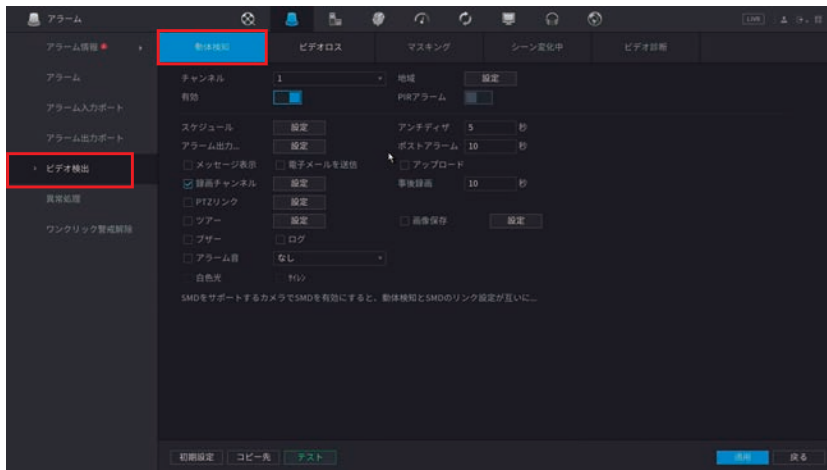 アラーム
LIVE
アラーム情報
動体検知
ビデオロス
マスキング
シーン変化中
ビデオ診断
アラーム
アラーム入力ポート
アラーム出力ポート
ビデオ検出
異常処理
ワンクリック警戒解除
チャンネル 1 地域 設定
有効 PIRアラーム
スケジュール 設定 アンチディザ 5 秒
アラーム出力... 設定 ポストアラーム 10 秒
メッセージ表示 電子メールを送信 アップロード
録画チャンネル 設定 事後録画 10 秒
PTZリンク 設定
ツアー 設定 画像保存 設定
ブザー ログ
アラーム音 なし
白色光 サイレン
SMDをサポートするカメラでSMDを有効にすると、動体検知とSMDのリンク設定が互いに...
初期設定 コピー先 テスト 適用 戻る